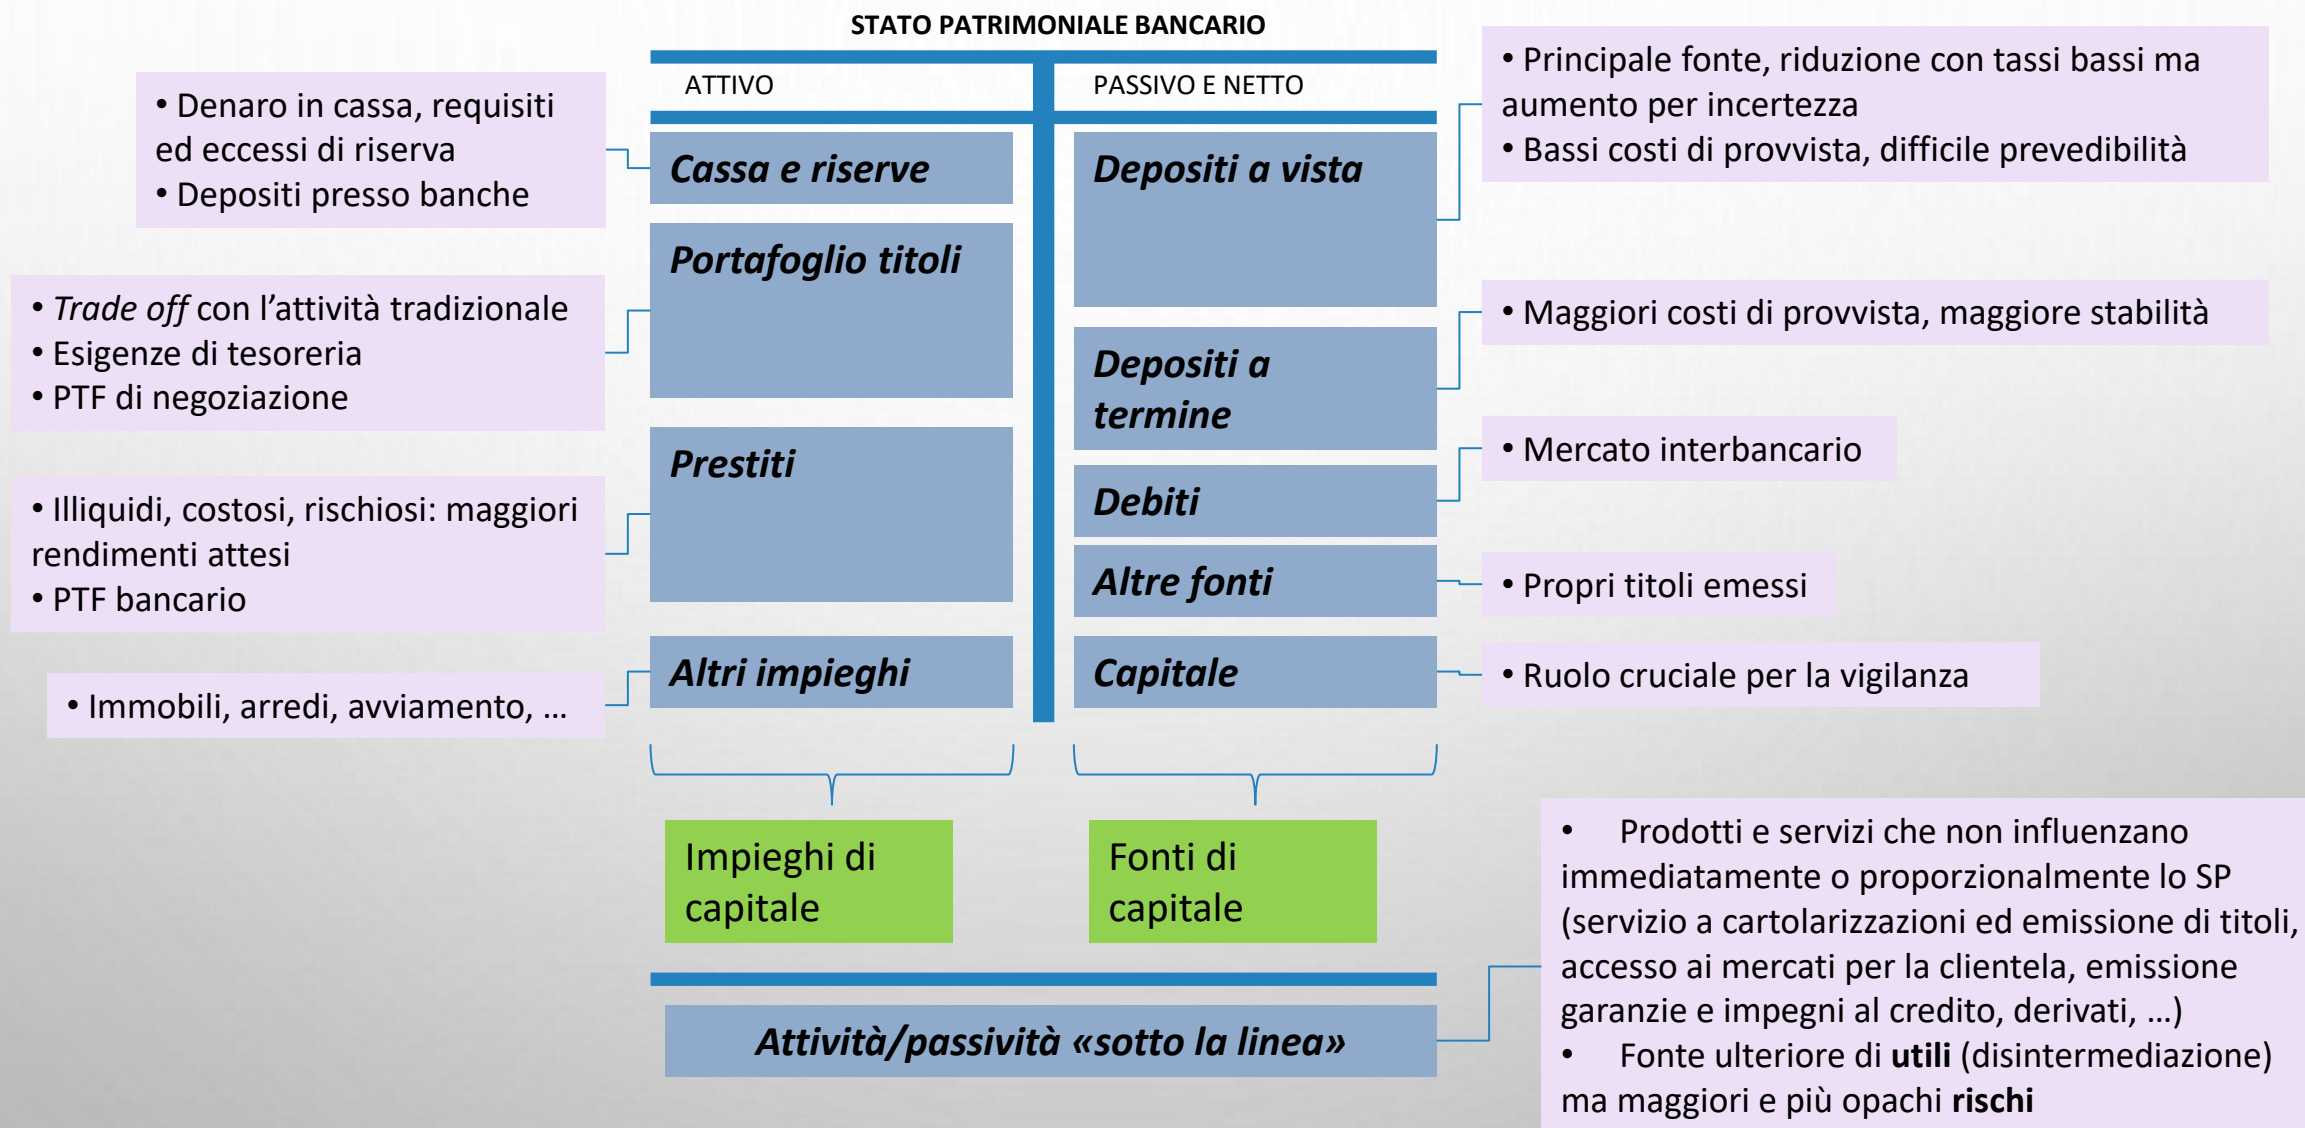 STATO PATRIMONIALE BANCARIO
ATTIVO
PASSIVO E NETTO
• Denaro in cassa, requisiti
ed eccessi di riserva
• Depositi presso banche
Cassa e riserve
• Trade off con l’attività tradizionale
• Esigenze di tesoreria
• PTF di negoziazione
Portafoglio titoli
• Illiquidi, costosi, rischiosi: maggiori
rendimenti attesi
• PTF bancario
Prestiti
• Immobili, arredi, avviamento, …
Altri impieghi
Depositi a vista
• Principale fonte, riduzione con tassi bassi ma
aumento per incertezza
• Bassi costi di provvista, difficile prevedibilità
Depositi a
termine
• Maggiori costi di provvista, maggiore stabilità
Debiti
• Mercato interbancario
Altre fonti
• Propri titoli emessi
Capitale
• Ruolo cruciale per la vigilanza
Impieghi di
capitale
Fonti di
capitale
Attività/passività «sotto la linea»
• Prodotti e servizi che non influenzano
immediatamente o proporzionalmente lo SP
(servizio a cartolarizzazioni ed emissione di titoli,
accesso ai mercati per la clientela, emissione
garanzie e impegni al credito, derivati, …)
• Fonte ulteriore di utili (disintermediazione)
ma maggiori e più opachi rischi